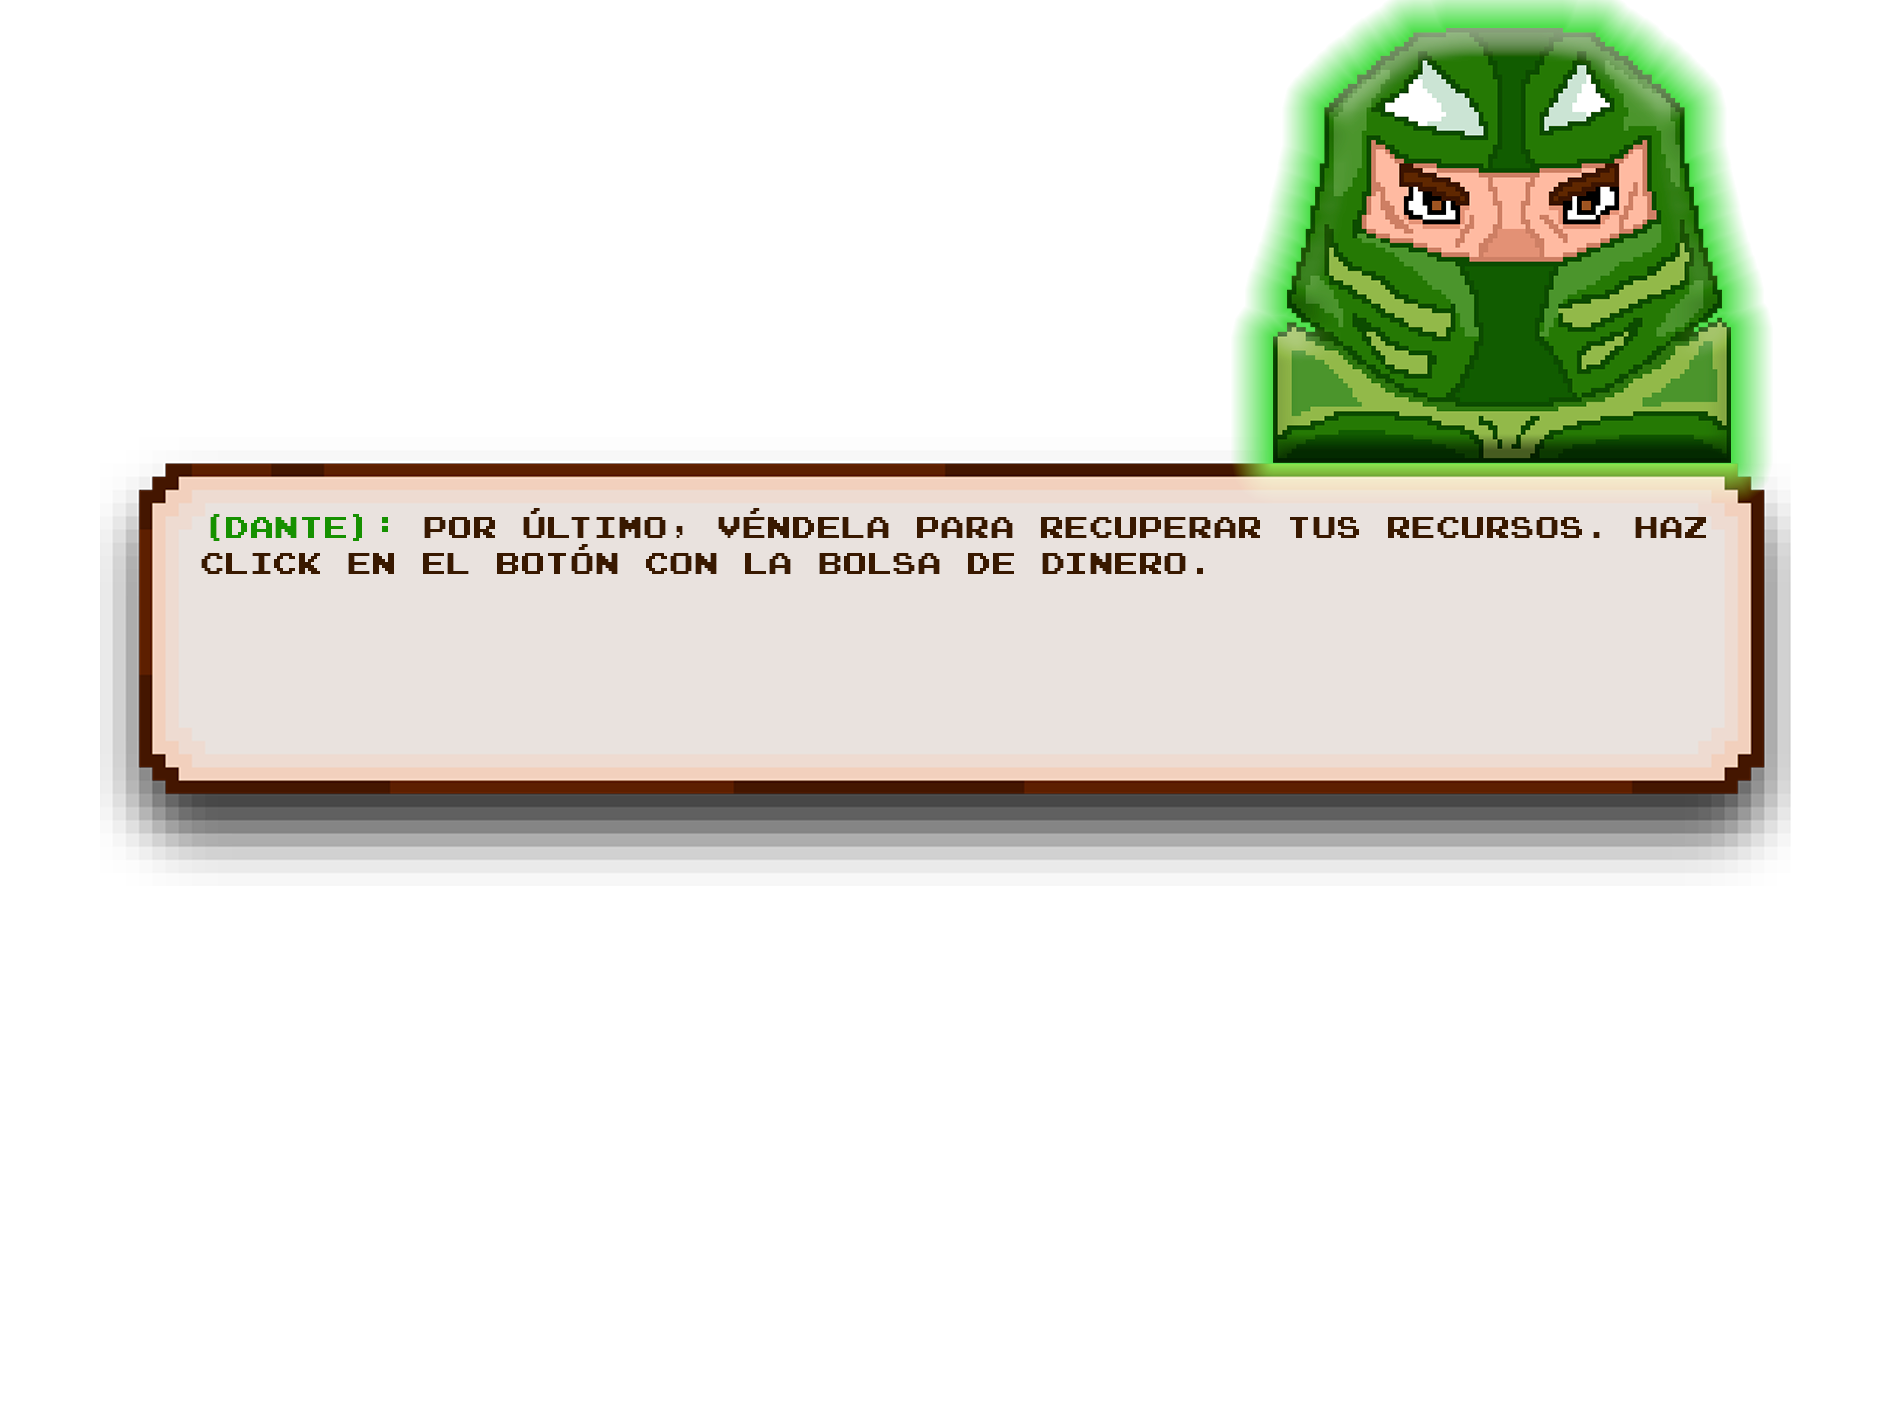 (DANTE): POR ÚLTIMO, VÉNDELA PARA RECUPERAR TUS RECURSOS. HAZ
CLICK EN EL BOTÓN CON LA BOLSA DE DINERO.